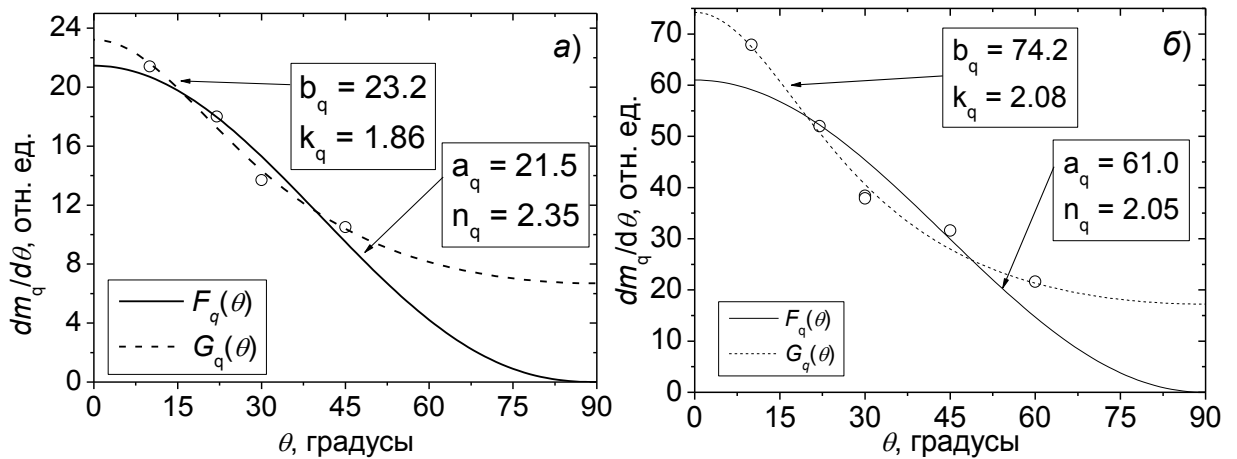 а)
24
20
16
12
8
4
0
dm_q/dθ, отн. ед.
b_q = 23.2
k_q = 1.86
a_q = 21.5
n_q = 2.35
F_q(θ)
G_q(θ)
0 15 30 45 60 75 90
θ, градусы
б)
70
60
50
40
30
20
10
0
dm_q/dθ, отн. ед.
b_q = 74.2
k_q = 2.08
a_q = 61.0
n_q = 2.05
F_q(θ)
G_q(θ)
0 15 30 45 60 75 90
θ, градусы